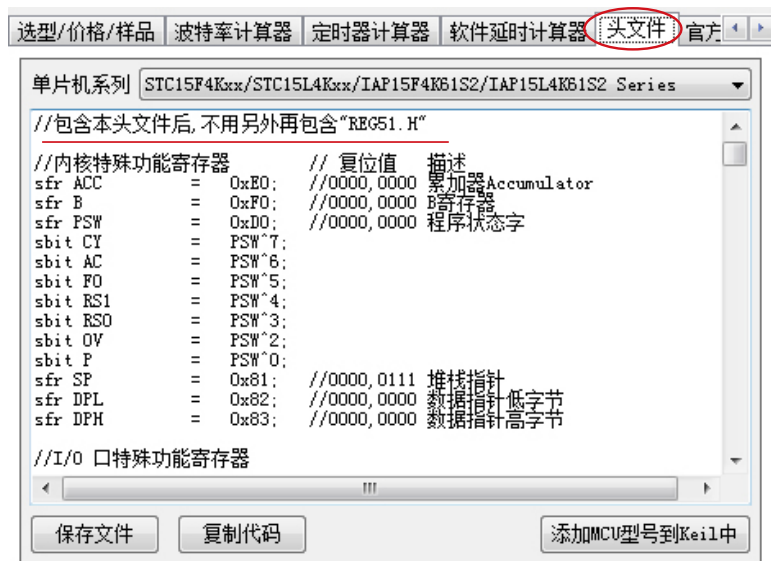 选型/价格/样品 波特率计算器 定时器计算器 软件延时计算器 头文件 官方
单片机系列 STC15F4Kxx/STC15L4Kxx/IAP15F4K61S2/IAP15L4K61S2 Series
//包含本头文件后,不用另外再包含"REG51.H"
//内核特殊功能寄存器 // 复位值 描述
sfr ACC = 0xE0; //0000,0000 累加器Accumulator
sfr B = 0xF0; //0000,0000 B寄存器
sfr PSW = 0xD0; //0000,0000 程序状态字
sbit CY = PSW^7;
sbit AC = PSW^6;
sbit F0 = PSW^5;
sbit RS1 = PSW^4;
sbit RS0 = PSW^3;
sbit OV = PSW^2;
sbit P = PSW^0;
sfr SP = 0x81; //0000,0111 堆栈指针
sfr DPL = 0x82; //0000,0000 数据指针低字节
sfr DPH = 0x83; //0000,0000 数据指针高字节
//I/O 口特殊功能寄存器
保存文件 复制代码 添加MCU型号到Keil中